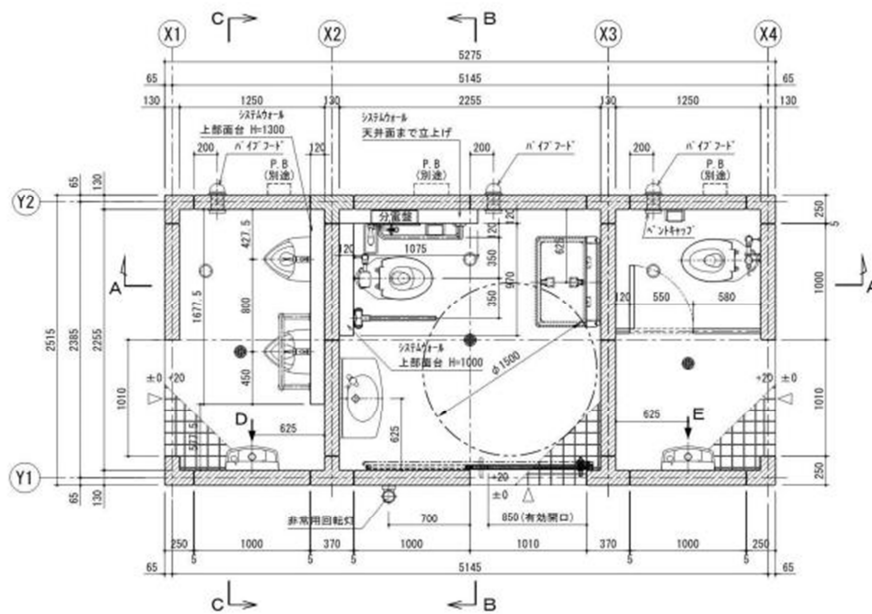 C B
X1 X2 X3 X4
5275
65 5145 65
130 1250 130 2255 130 1250 130
システムウォール
上部面台 H=1300
システムウォール
天井面まで立上げ
200 パイプフード 120 200 パイプフード 200 パイプフード
P.B
(別途)
P.B
(別途)
P.B
(別途)
Y2
65 130
分電盤
ベントキャップ
250 5
427.5
120 1075 120 350 970 625
A A
1677.5 800 350
120 550 580 1000
2515 2385 2255
システムウォール
上部面台 H=1000
φ1500
±0 +20 +20 ±0
1010 450 1010
D 625 577.5 625 625 E
Y1
65 130
+20
±0
250
非常用回転灯 700 850(有効開口)
250 1000 370 1000 1010 370 1000 250
5 5 5 5 5
65 5145 65
C B